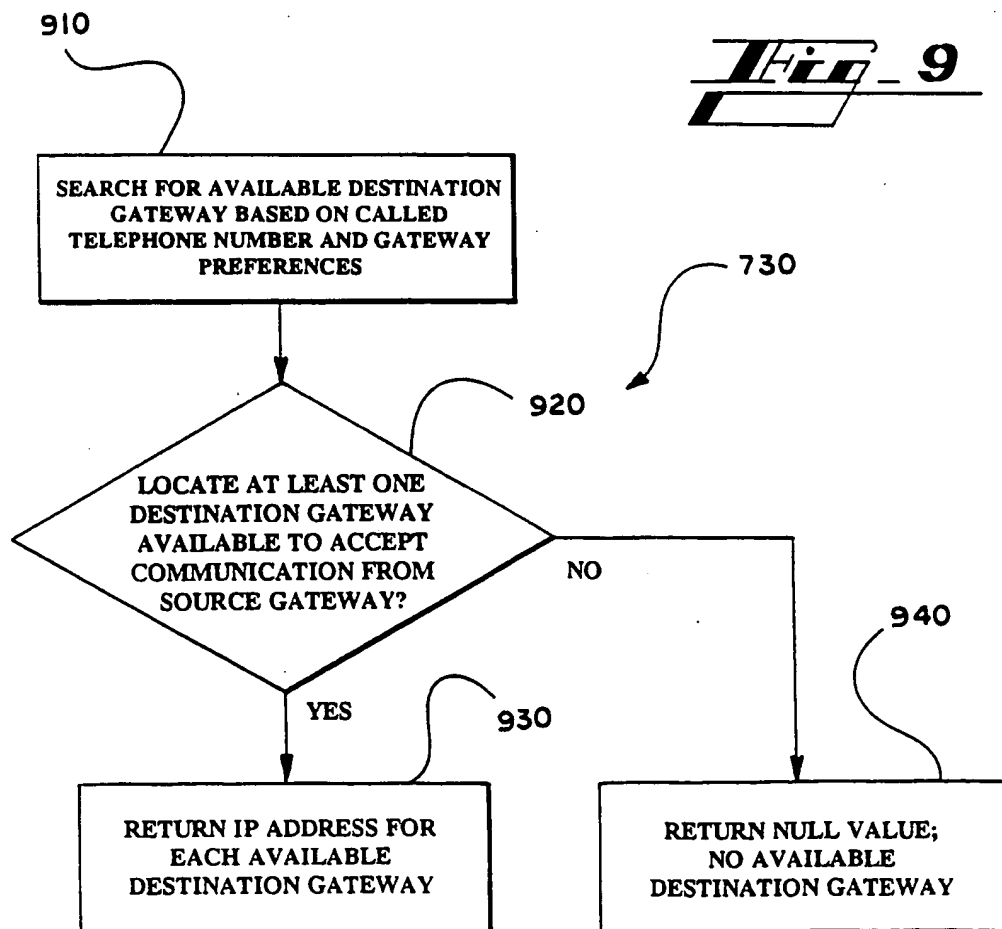 910
Fig _ 9
SEARCH FOR AVAILABLE DESTINATION
GATEWAY BASED ON CALLED
TELEPHONE NUMBER AND GATEWAY
PREFERENCES
730
920
LOCATE AT LEAST ONE
DESTINATION GATEWAY
AVAILABLE TO ACCEPT
COMMUNICATION FROM
SOURCE GATEWAY?
NO
940
YES
930
RETURN IP ADDRESS FOR
EACH AVAILABLE
DESTINATION GATEWAY
RETURN NULL VALUE;
NO AVAILABLE
DESTINATION GATEWAY